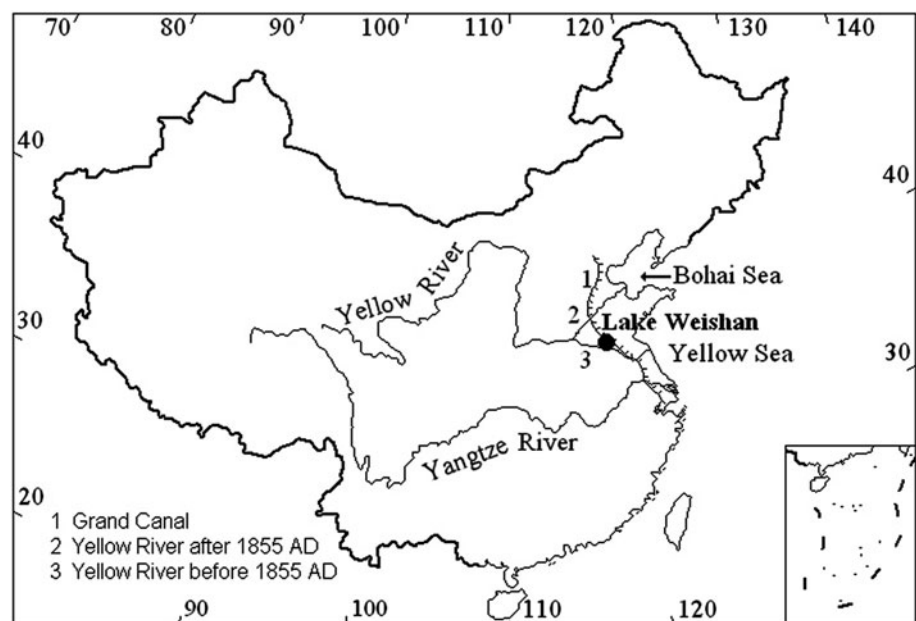 70 80 90 100 110 120 130 140
40
40
Yellow River
1
Bohai Sea
2
Lake Weishan
30
3
Yellow Sea
30
Yangtze River
20
1 Grand Canal
2 Yellow River after 1855 AD
3 Yellow River before 1855 AD
90 100 110 120